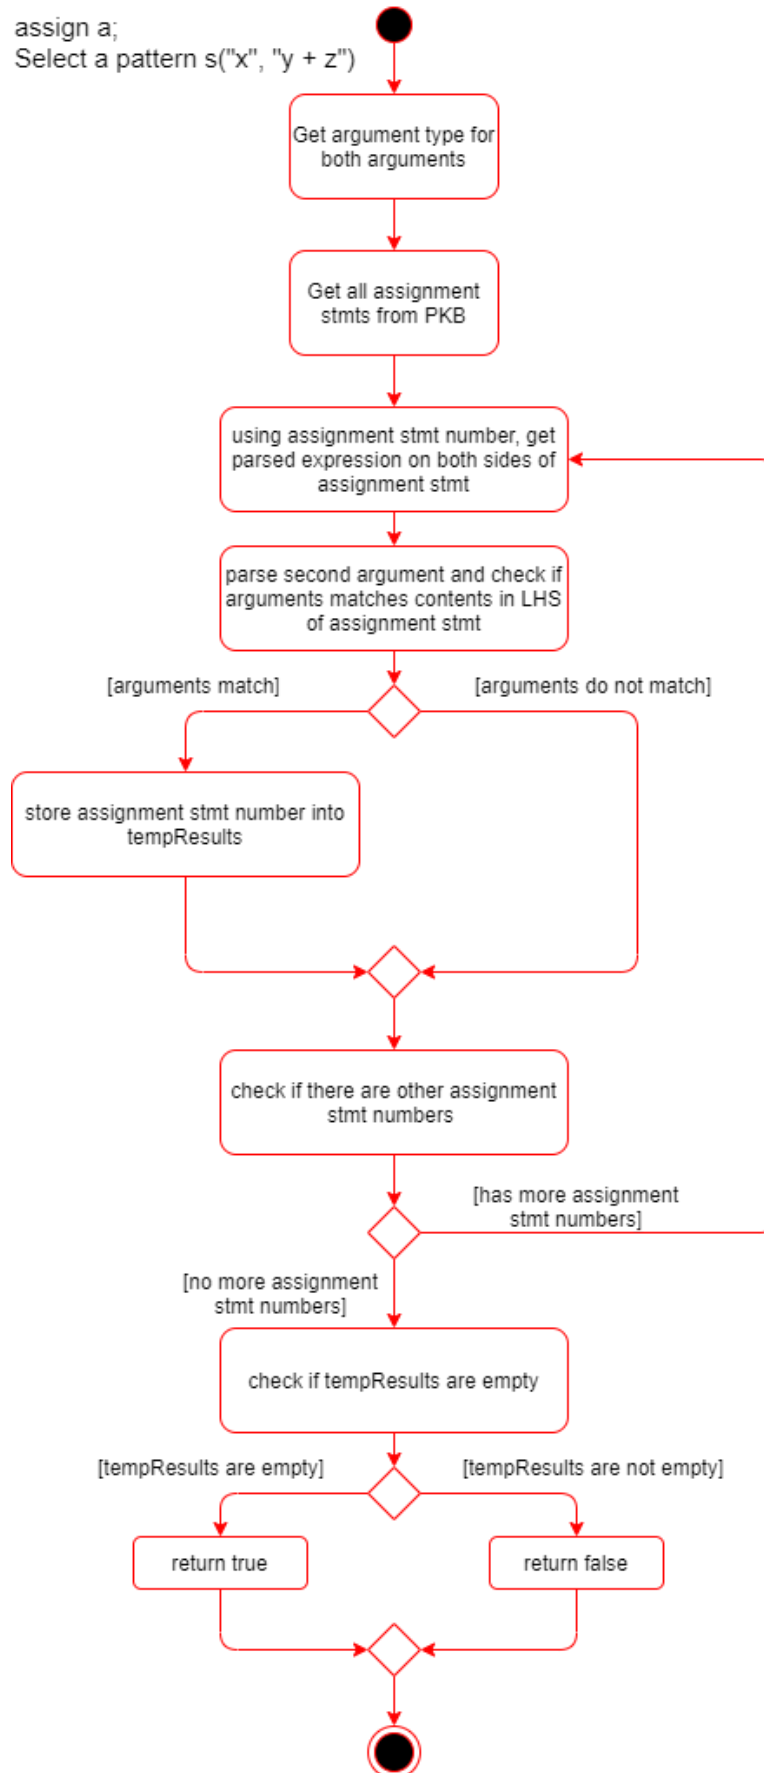 assign a;
Select a pattern s("x", "y + z")
Get argument type for
both arguments
Get all assignment
stmts from PKB
using assignment stmt number, get
parsed expression on both sides of
assignment stmt
parse second argument and check if
arguments matches contents in LHS
of assignment stmt
[arguments match]
[arguments do not match]
store assignment stmt number into
tempResults
check if there are other assignment
stmt numbers
[has more assignment
stmt numbers]
[no more assignment
stmt numbers]
check if tempResults are empty
[tempResults are empty]
[tempResults are not empty]
return true
return false